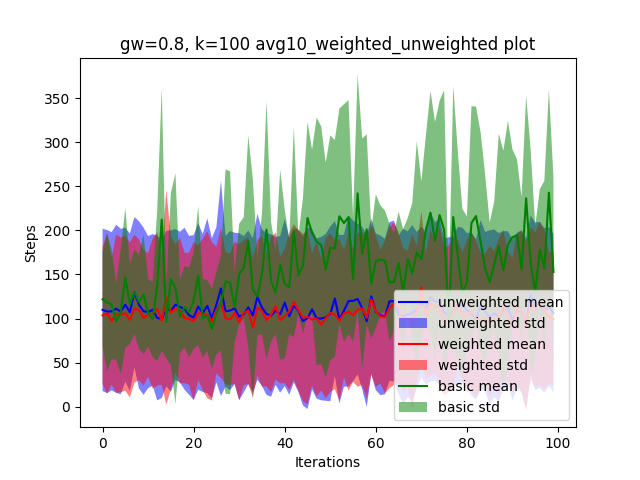 gw=0.8, k=100 avg10_weighted_unweighted plot
Steps
350
300
250
200
150
100
50
0
unweighted mean
unweighted std
weighted mean
weighted std
basic mean
basic std
0 20 40 60 80 100
Iterations